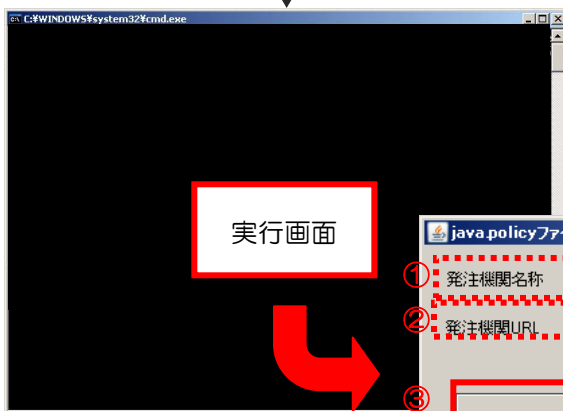 C:¥WINDOWS¥system32¥cmd.exe
実行画面
java.policyファ
① 発注機関名称
② 発注機関URL
③